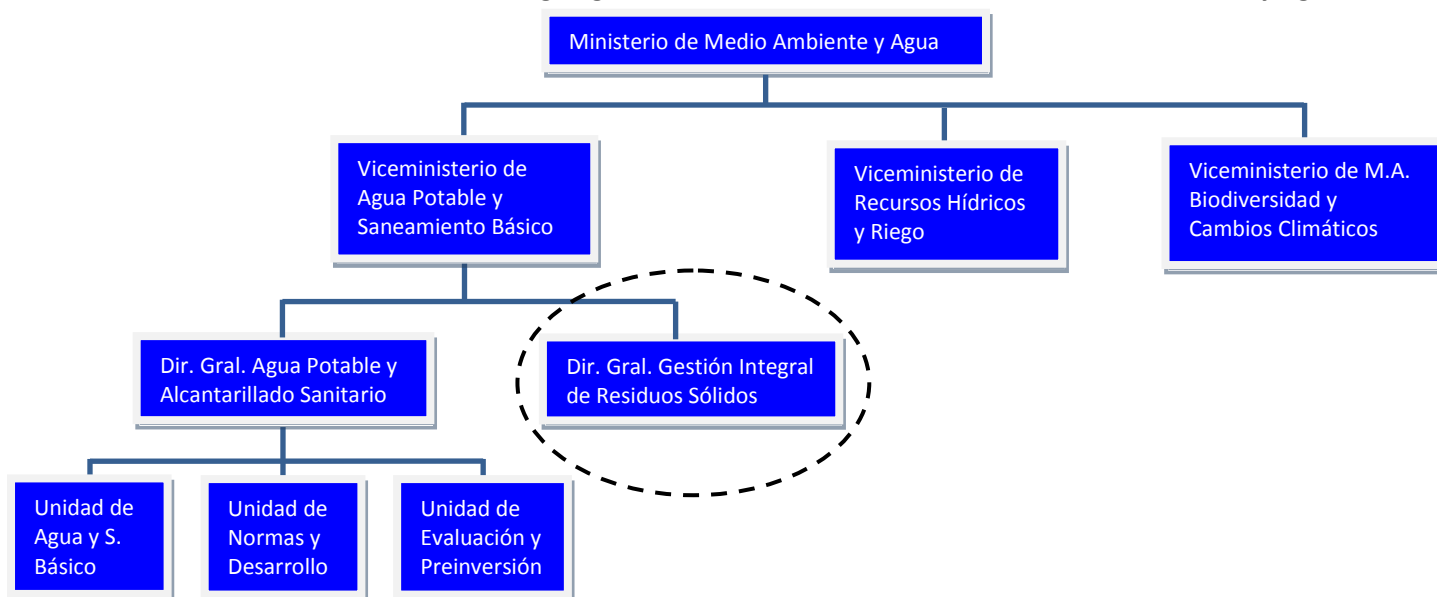 Ministerio de Medio Ambiente y Agua
Viceministerio de
Agua Potable y
Saneamiento Básico
Viceministerio de
Recursos Hídricos
y Riego
Viceministerio de M.A.
Biodiversidad y
Cambios Climáticos
Dir. Gral. Agua Potable y
Alcantarillado Sanitario
Dir. Gral. Gestión Integral
de Residuos Sólidos
Unidad de
Agua y S.
Básico
Unidad de
Normas y
Desarrollo
Unidad de
Evaluación y
Preinversión